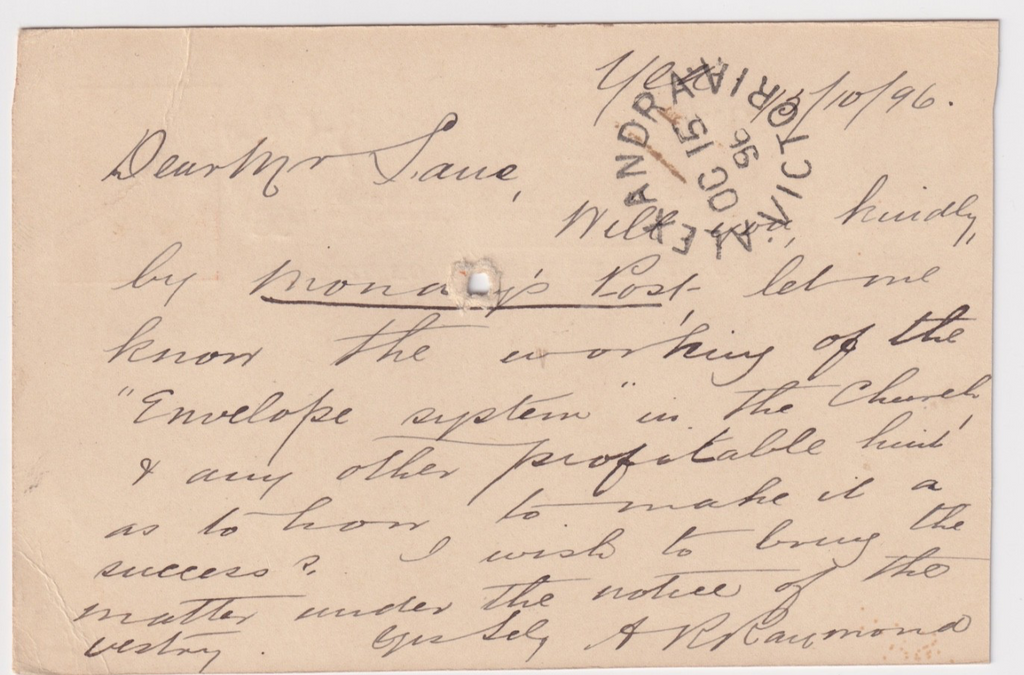 Yea 15/10/96.
ALEXANDRA VICTORIA
OC 15
96
Dear Mr Lane,
Will you, kindly,
by Monday's Post, let me
know the working of the
"Envelope system" in the Church,
& any other profitable hint
as to how to make it a
success?. I wish to bring the
matter under the notice of the
vestry. Yrs A R Raymond